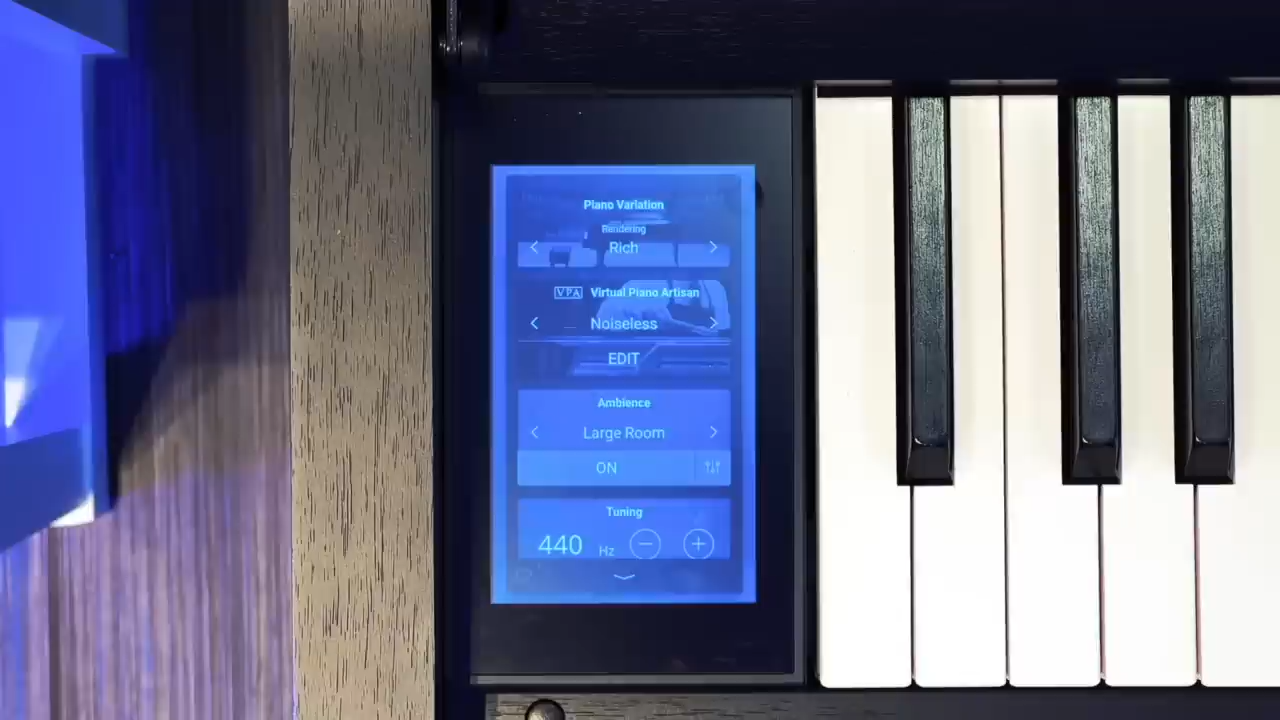 Piano Variation
Rendering
< Rich >
VPA Virtual Piano Artisan
< Noiseless >
EDIT
Ambience
< Large Room >
ON
Tuning
440 Hz − +